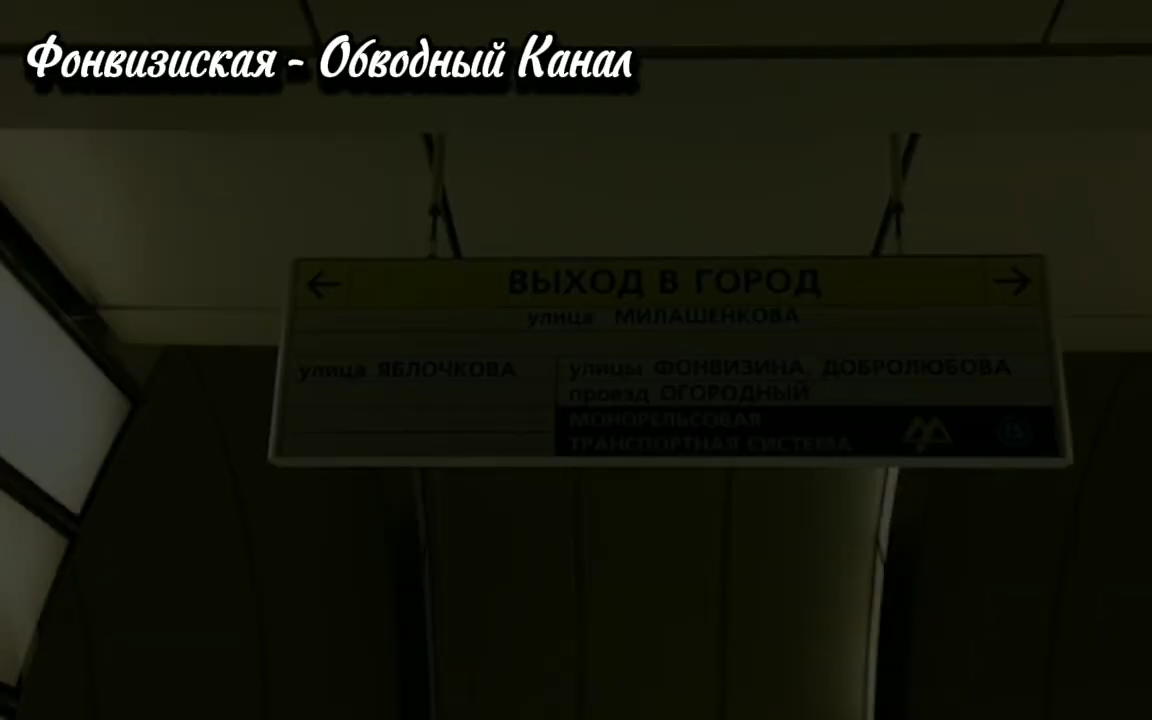 Фонвизиская - Обводный Канал
← ВЫХОД В ГОРОД →
улица МИЛАШЕНКОВА
улица ЯБЛОЧКОВА
улицы ФОНВИЗИНА, ДОБРОЛЮБОВА
проезд ОГОРОДНЫЙ
МОНОРЕЛЬСОВАЯ
ТРАНСПОРТНАЯ СИСТЕМА